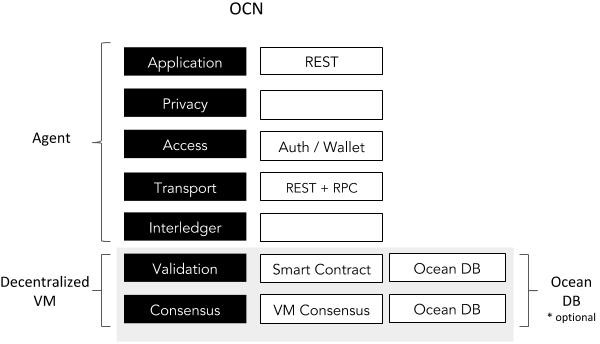 OCN
Application REST
Privacy
Agent
Access Auth / Wallet
Transport REST + RPC
Interledger
Decentralized
VM
Validation Smart Contract Ocean DB
Consensus VM Consensus Ocean DB
Ocean
DB
* optional